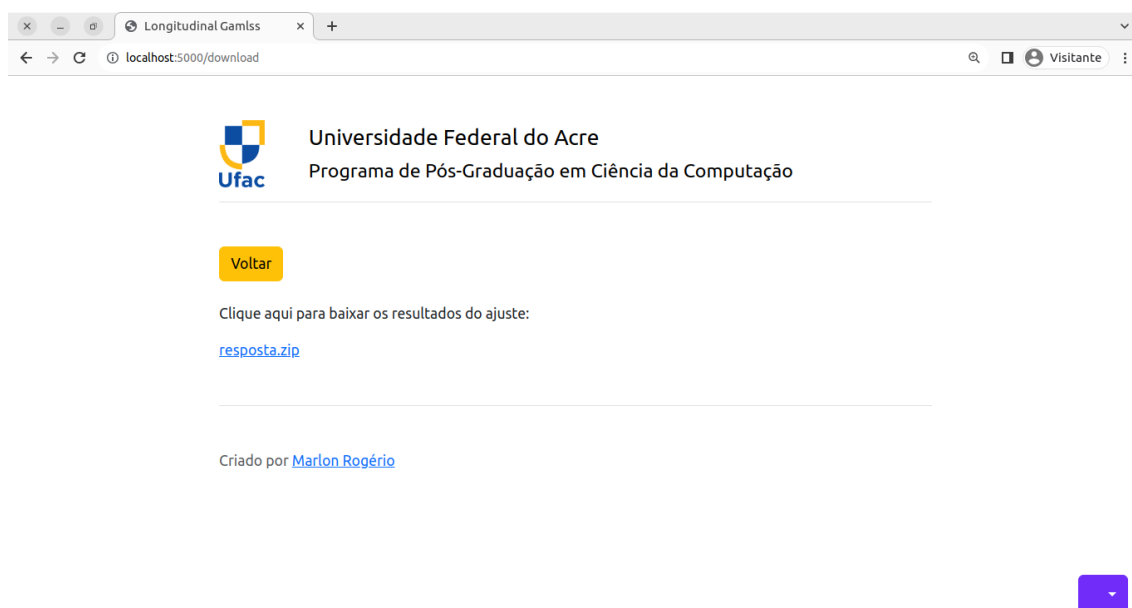 Longitudinal Gamlss
localhost:5000/download
Visitante
Ufac
Universidade Federal do Acre
Programa de Pós-Graduação em Ciência da Computação
Voltar
Clique aqui para baixar os resultados do ajuste:
resposta.zip
Criado por Marlon Rogério